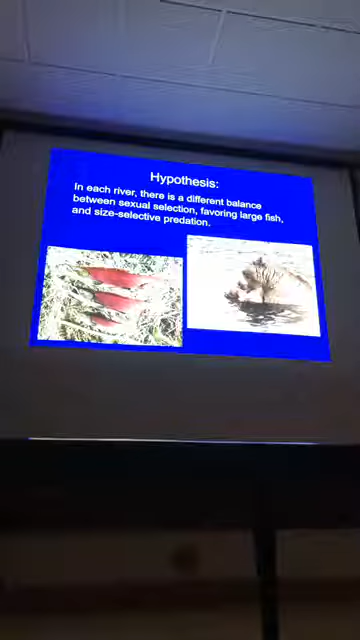 Hypothesis:
In each river, there is a different balance
between sexual selection, favoring large fish,
and size-selective predation.